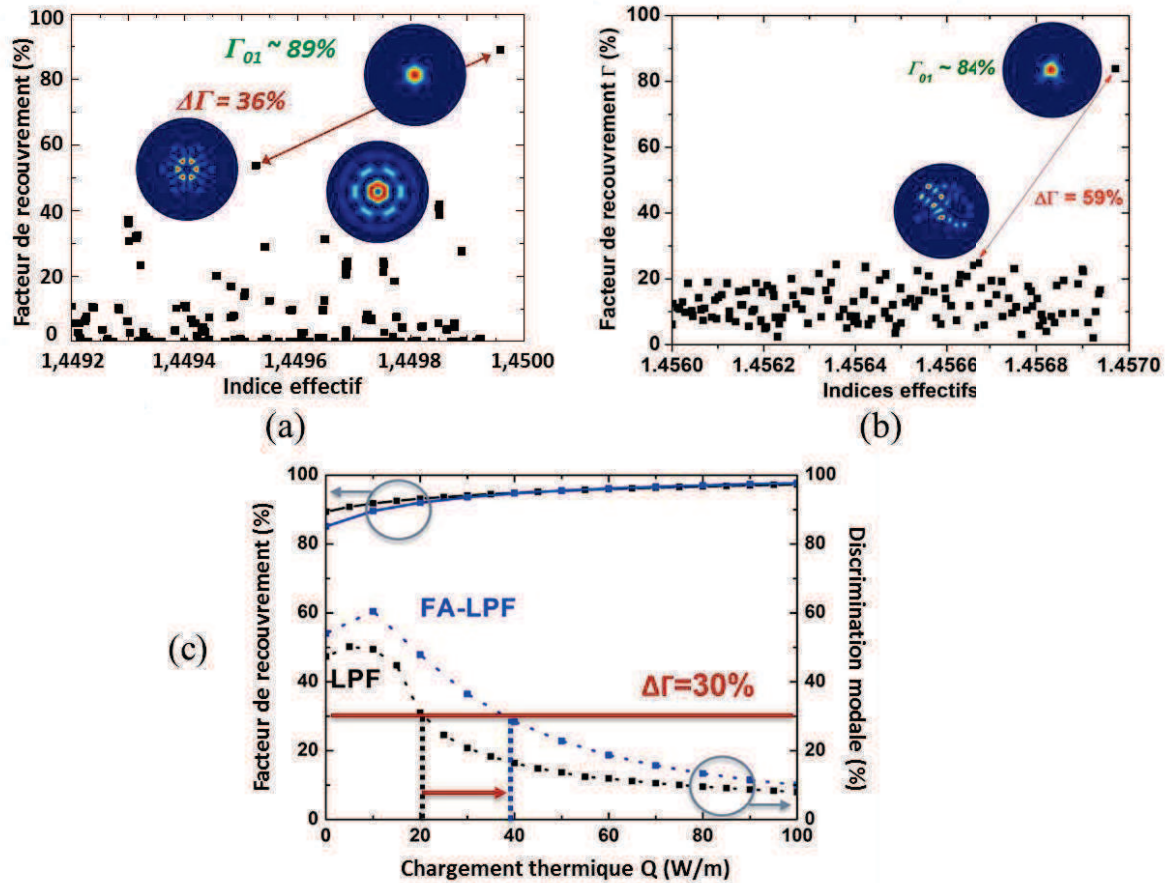 100
80
60
40
20
0
Facteur de recouvrement (%)
Γ01 ~ 89%
ΔΓ = 36%
1,4492 1,4494 1,4496 1,4498 1,4500
Indice effectif
(a)
100
80
60
40
20
0
Facteur de recouvrement Γ (%)
Γ01 ~ 84%
ΔΓ = 59%
1.4560 1.4562 1.4564 1.4566 1.4568 1.4570
Indices effectifs
(b)
(c)
100
80
60
40
20
0
Facteur de recouvrement (%)
FA-LPF
LPF
ΔΓ=30%
100
80
60
40
20
0
Discrimination modale (%)
0 20 40 60 80 100
Chargement thermique Q (W/m)